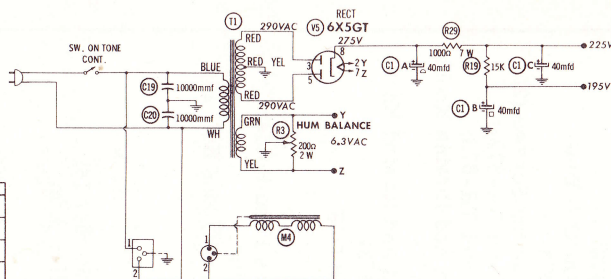 SW. ON TONE
CONT.
T1
290VAC
RED
RED
YEL
RED
290VAC
BLUE
WH
C19
10000mmf
C20
10000mmf
GRN
YEL
V5
RECT
6X5GT
275V
8
3
5
2Y
7Z
HUM BALANCE
6.3VAC
R3
200Ω
2 W
Y
Z
R29
1000Ω 7 W
C1 A
40mfd
R19
15K
C1 C
40mfd
225V
195V
C1 B
40mfd
1
2
1
2
M4